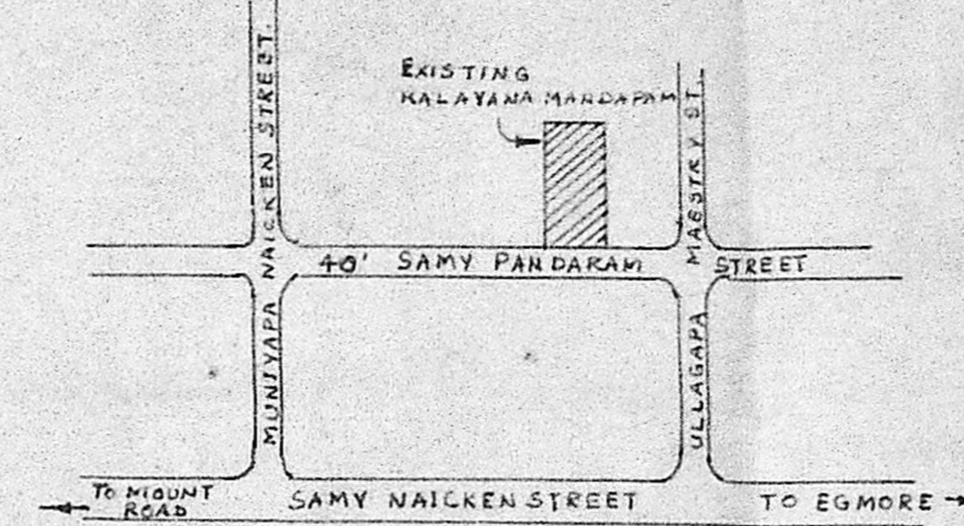 EXISTING
KALAYANA MANDAPAM
MUNIYAPA NAICKEN STREET.
ULLAGAPA MAESTRY ST.
40' SAMY PANDARAM STREET
TO MOUNT
ROAD
SAMY NAICKEN STREET
TO EGMORE